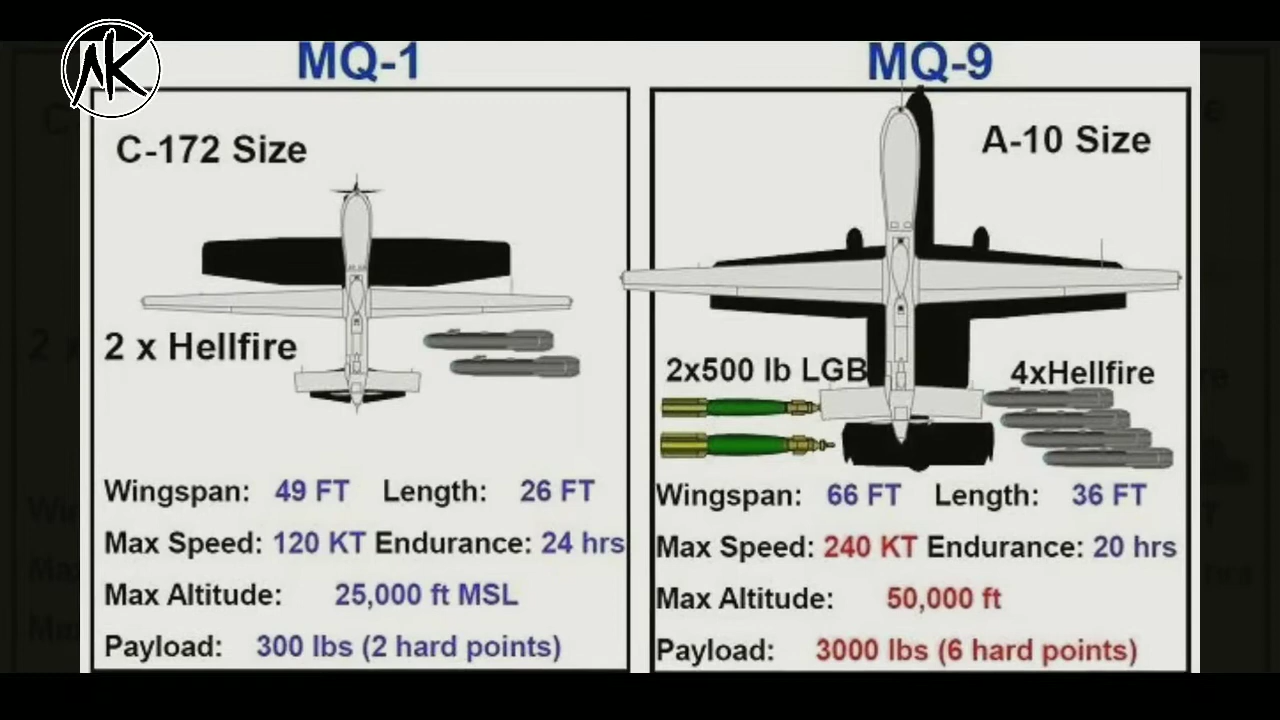 AK
MQ-1
C-172 Size
2 x Hellfire
Wingspan: 49 FT Length: 26 FT
Max Speed: 120 KT Endurance: 24 hrs
Max Altitude: 25,000 ft MSL
Payload: 300 lbs (2 hard points)
MQ-9
A-10 Size
2x500 lb LGB
4xHellfire
Wingspan: 66 FT Length: 36 FT
Max Speed: 240 KT Endurance: 20 hrs
Max Altitude: 50,000 ft
Payload: 3000 lbs (6 hard points)